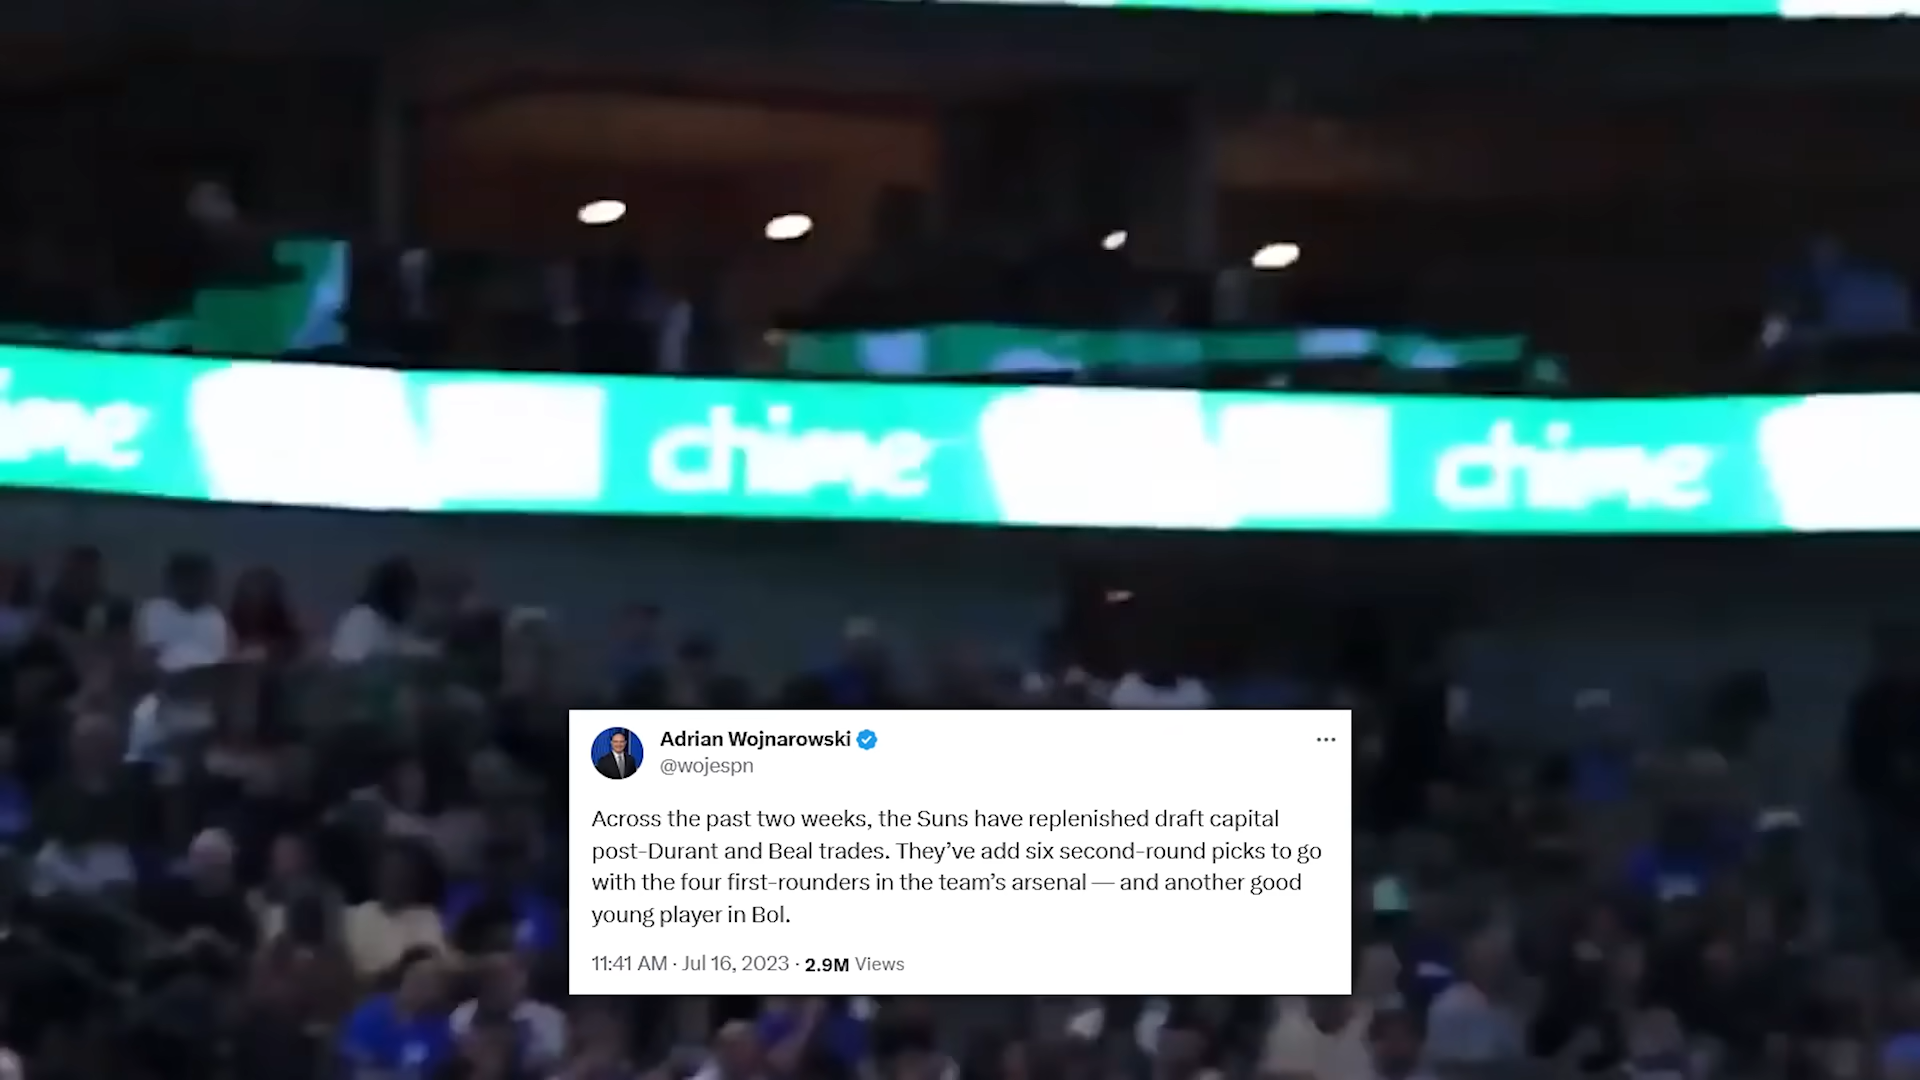 ime chime chime
Adrian Wojnarowski
@wojespn
Across the past two weeks, the Suns have replenished draft capital
post-Durant and Beal trades. They've add six second-round picks to go
with the four first-rounders in the team's arsenal — and another good
young player in Bol.
11:41 AM · Jul 16, 2023 · 2.9M Views